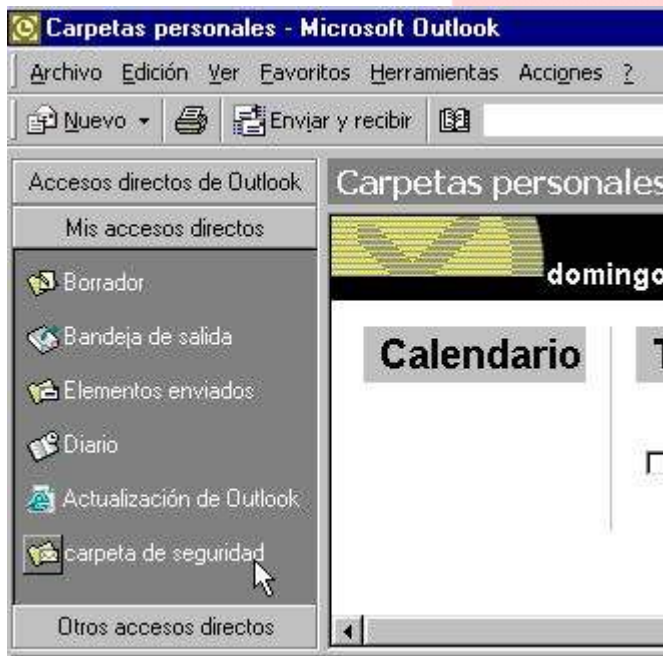 Carpetas personales - Microsoft Outlook
Archivo Edición Ver Favoritos Herramientas Acciones ?
Nuevo Enviar y recibir
Accesos directos de Outlook
Mis accesos directos
Borrador
Bandeja de salida
Elementos enviados
Diario
Actualización de Outlook
carpeta de seguridad
Otros accesos directos
Carpetas personales
domingo
Calendario
T